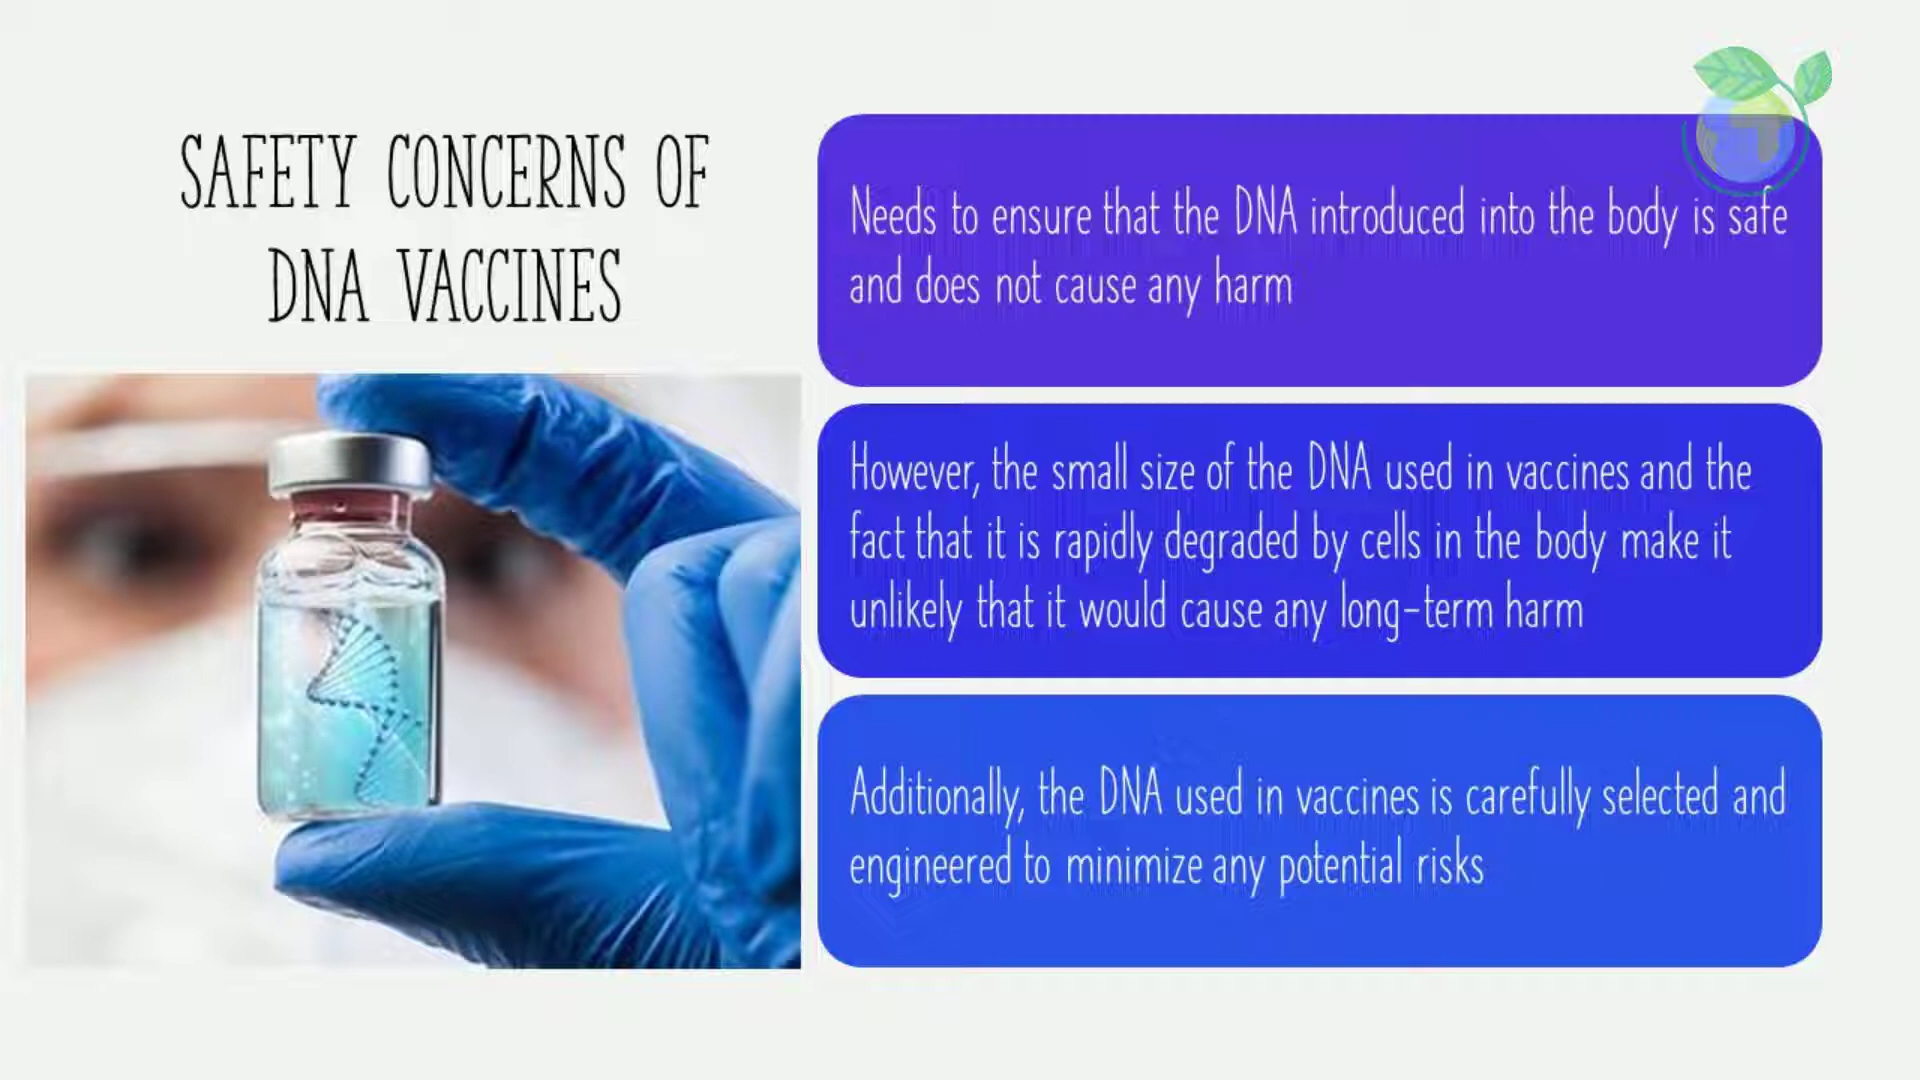 SAFETY CONCERNS OF
DNA VACCINES
Needs to ensure that the DNA introduced into the body is safe
and does not cause any harm
However, the small size of the DNA used in vaccines and the
fact that it is rapidly degraded by cells in the body make it
unlikely that it would cause any long-term harm
Additionally, the DNA used in vaccines is carefully selected and
engineered to minimize any potential risks